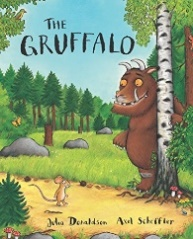 THE
GRUFFALO
Julia Donaldson Axel Scheffler